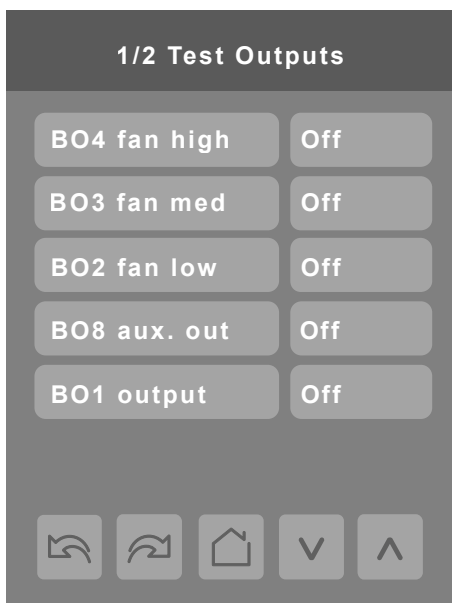 1/2 Test Outputs
BO4 fan high Off
BO3 fan med Off
BO2 fan low Off
BO8 aux. out Off
BO1 output Off